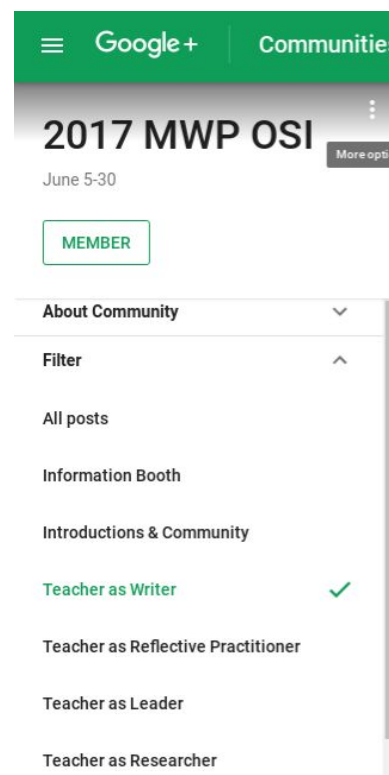 Google+ Communities
2017 MWP OSI
More opti
June 5-30
MEMBER
About Community
Filter
All posts
Information Booth
Introductions & Community
Teacher as Writer
Teacher as Reflective Practitioner
Teacher as Leader
Teacher as Researcher